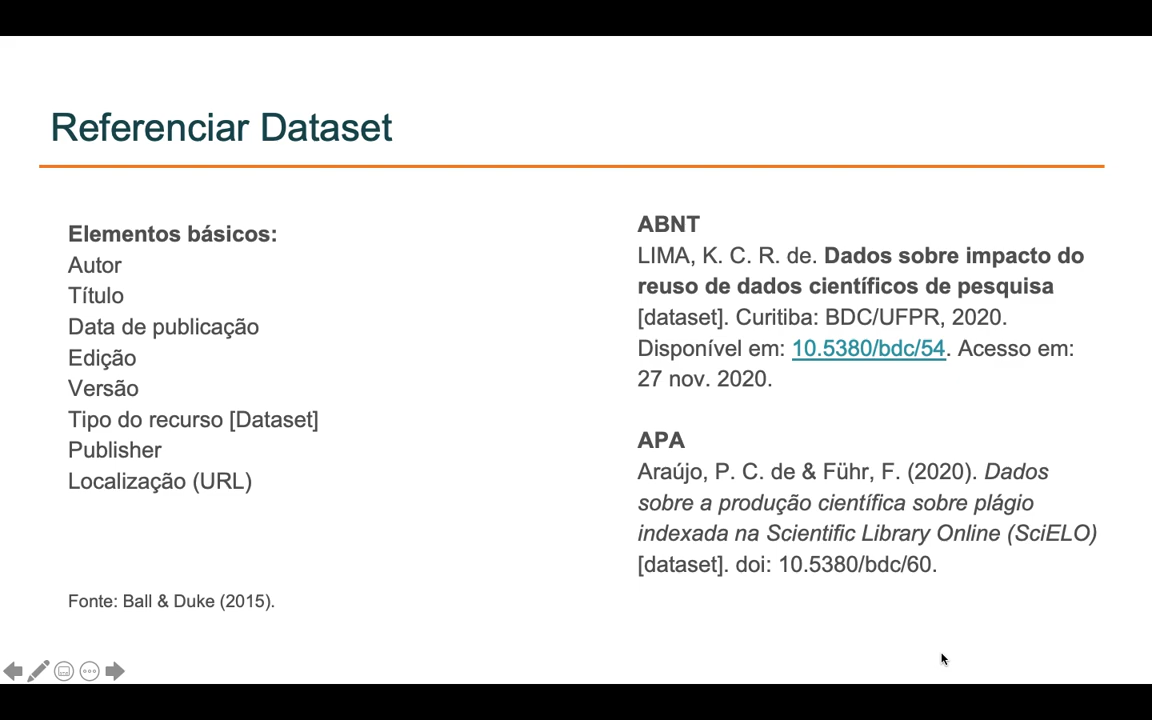 Referenciar Dataset
Elementos básicos:
Autor
Título
Data de publicação
Edição
Versão
Tipo do recurso [Dataset]
Publisher
Localização (URL)
Fonte: Ball & Duke (2015).
ABNT
LIMA, K. C. R. de. Dados sobre impacto do
reuso de dados científicos de pesquisa
[dataset]. Curitiba: BDC/UFPR, 2020.
Disponível em: 10.5380/bdc/54. Acesso em:
27 nov. 2020.
APA
Araújo, P. C. de & Führ, F. (2020). Dados
sobre a produção científica sobre plágio
indexada na Scientific Library Online (SciELO)
[dataset]. doi: 10.5380/bdc/60.